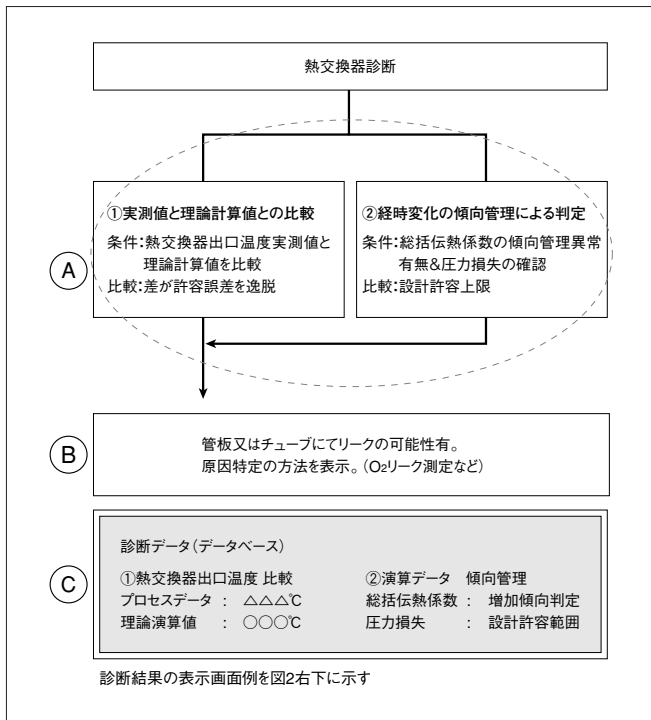 熱交換器診断
①実測値と理論計算値との比較
条件:熱交換器出口温度実測値と
理論計算値を比較
比較:差が許容誤差を逸脱
②経時変化の傾向管理による判定
条件:総括伝熱係数の傾向管理異常
有無&圧力損失の確認
比較:設計許容上限
A
B
管板又はチューブにてリークの可能性有。
原因特定の方法を表示。(O₂リーク測定など)
C
診断データ(データベース)
①熱交換器出口温度 比較
プロセスデータ : △△△℃
理論演算値 : 〇〇〇℃
②演算データ 傾向管理
総括伝熱係数 : 増加傾向判定
圧力損失 : 設計許容範囲
診断結果の表示画面例を図2右下に示す